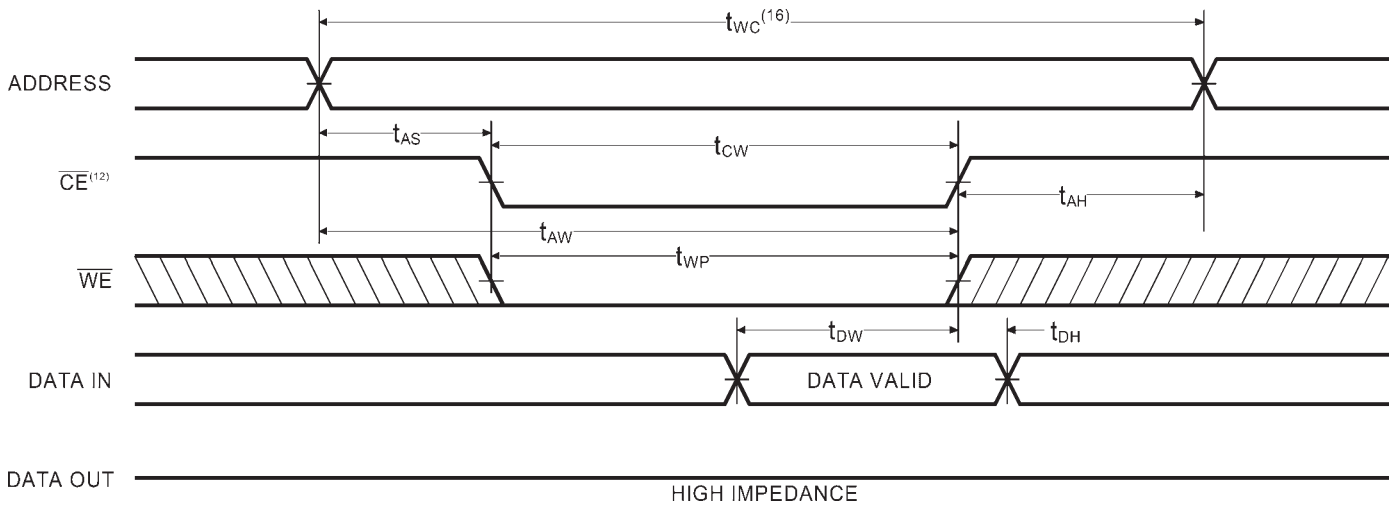 tWC(16)
ADDRESS
tAS
tCW
CE(12)
tAH
tAW
tWP
WE
tDW
tDH
DATA IN
DATA VALID
DATA OUT
HIGH IMPEDANCE